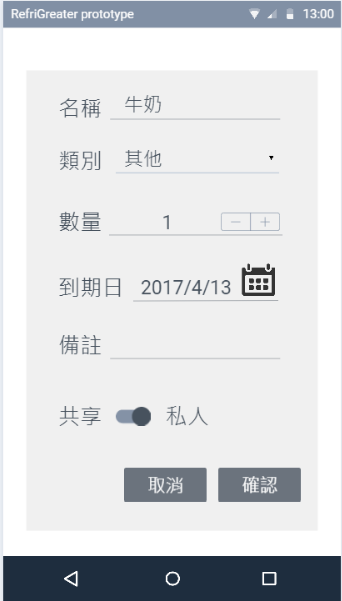 RefriGreater prototype 13:00
名稱 牛奶
類別 其他
數量 1 − +
到期日 2017/4/13
備註
共享 私人
取消 確認